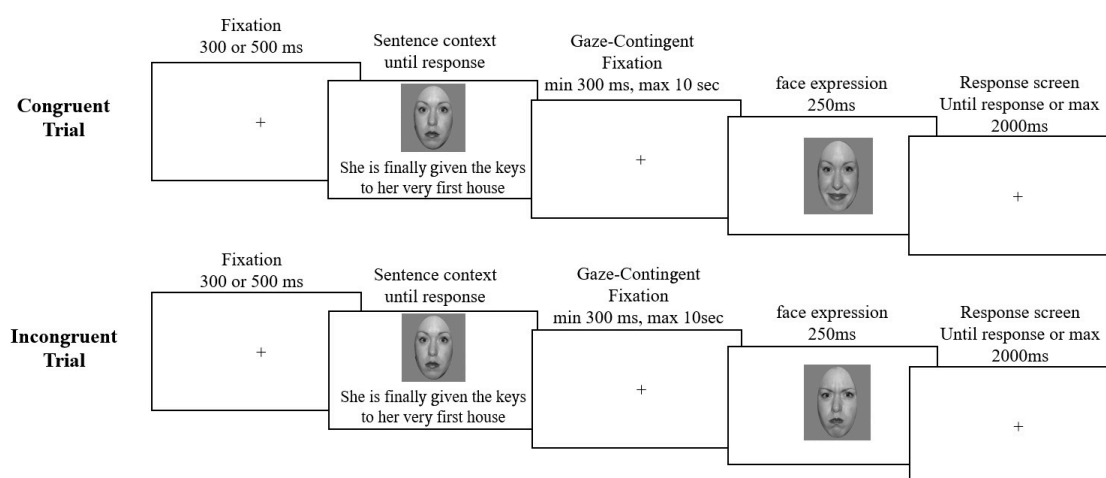 Fixation
300 or 500 ms
Sentence context
until response
Gaze-Contingent
Fixation
min 300 ms, max 10 sec
face expression
250ms
Response screen
Until response or max
2000ms
Congruent
Trial
+
She is finally given the keys
to her very first house
+
+
Fixation
300 or 500 ms
Sentence context
until response
Gaze-Contingent
Fixation
min 300 ms, max 10sec
face expression
250ms
Response screen
Until response or max
2000ms
Incongruent
Trial
+
She is finally given the keys
to her very first house
+
+